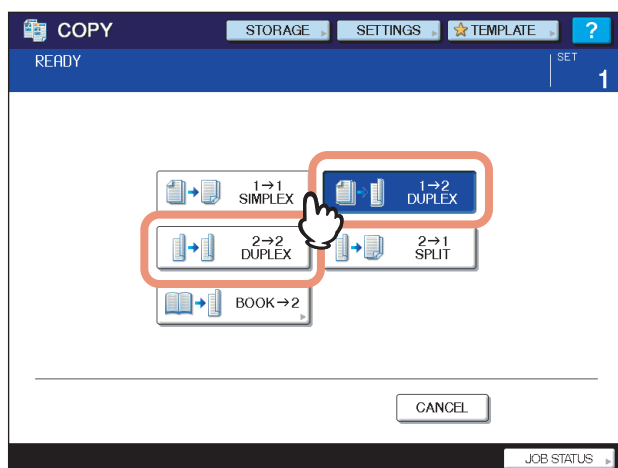 COPY
STORAGE
SETTINGS
TEMPLATE
?
READY
SET
1
1→1
SIMPLEX
1→2
DUPLEX
2→2
DUPLEX
2→1
SPLIT
BOOK→2
CANCEL
JOB STATUS